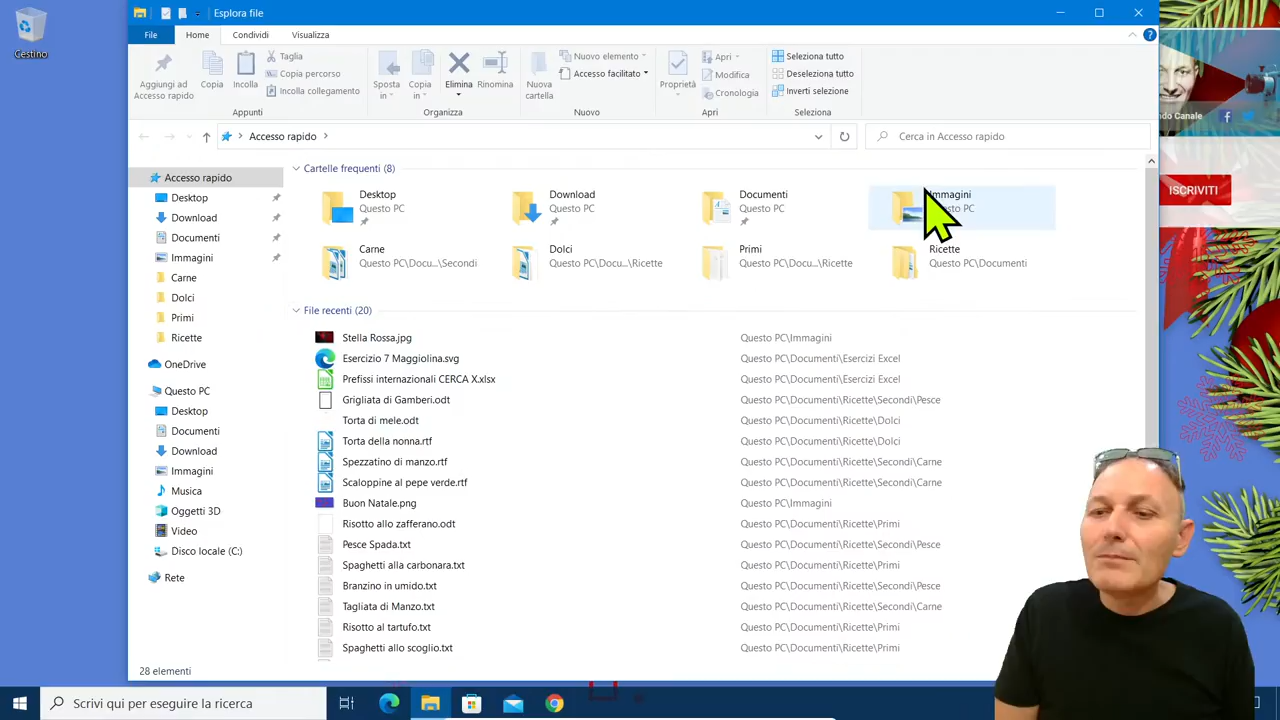 Cestino
Esplora file
File Home Condividi Visualizza
Aggiungi ad Accesso rapido
Copia
Incolla
Taglia
Copia percorso
Incolla collegamento
Appunti
Sposta in
Copia in
Elimina
Rinomina
Organizza
Nuova cartella
Nuovo elemento
Accesso facilitato
Nuovo
Proprietà
Apri
Modifica
Cronologia
Apri
Seleziona tutto
Deseleziona tutto
Inverti selezione
Seleziona
Accesso rapido
Cerca in Accesso rapido
Accesso rapido
Desktop
Download
Documenti
Immagini
Carne
Dolci
Primi
Ricette
OneDrive
Questo PC
Desktop
Documenti
Download
Immagini
Musica
Oggetti 3D
Video
Disco locale (C:)
Rete
Cartelle frequenti (8)
Desktop
Questo PC
Download
Questo PC
Documenti
Questo PC
PC
Carne
Questo PC\Docu...\Secondi
Dolci
Questo PC\Docu...\Ricette
Primi
Questo PC\Docu...\Ricette
Ricette
Questo PC\Documenti
File recenti (20)
Stella Rossa.jpg Questo PC\Immagini
Esercizio 7 Maggiolina.svg Questo PC\Documenti\Esercizi Excel
Prefissi internazionali CERCA X.xlsx Questo PC\Documenti\Esercizi Excel
Grigliata di Gamberi.odt Questo PC\Documenti\Ricette\Secondi\Pesce
Torta di mele.odt Questo PC\Documenti\Ricette\Dolci
Torta della nonna.rtf Questo PC\Documenti\Ricette\Dolci
Spezzatino di manzo.rtf Questo PC\Documenti\Ricette\Secondi\Carne
Scaloppine al pepe verde.rtf Questo PC\Documenti\Ricette\Secondi\Carne
Buon Natale.png Questo PC\Immagini
Risotto allo zafferano.odt Questo PC\Documenti\Ricette\Primi
Pesce Spada.txt Questo PC\Documenti\Ricette\Secondi\Pesce
Spaghetti alla carbonara.txt Questo PC\Documenti\Ricette\Primi
Branzino in umido.txt Questo PC\Documenti\Ricette\Secondi\Pesce
Tagliata di Manzo.txt Questo PC\Documenti\Ricette\Secondi\Carne
Risotto al tartufo.txt Questo PC\Documenti\Ricette\Primi
Spaghetti allo scoglio.txt Questo PC\Documenti\Ricette\Primi
28 elementi
Canale
ISCRIVITI
Scrivi qui per eseguire la ricerca